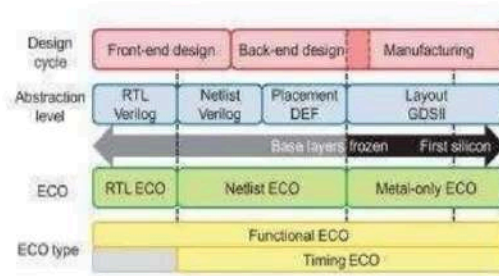 Design cycle
Front-end design
Back-end design
Manufacturing
Abstraction level
RTL Verilog
Netlist Verilog
Placement DEF
Layout GDSII
Base layers frozen
First silicon
ECO
RTL ECO
Netlist ECO
Metal-only ECO
ECO type
Functional ECO
Timing ECO